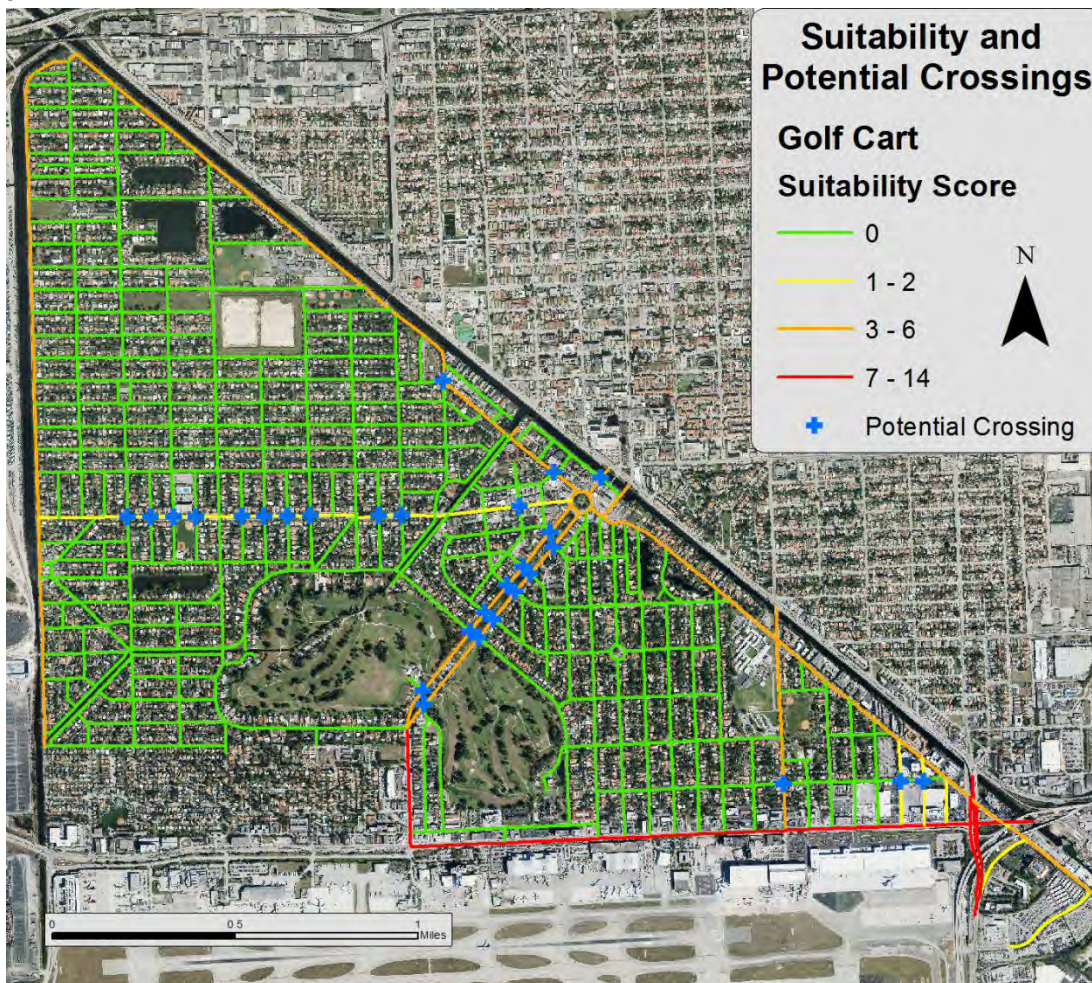 Suitability and
Potential Crossings
Golf Cart
Suitability Score
0
1 - 2
3 - 6
7 - 14
Potential Crossing
N
0 0.5 1
Miles